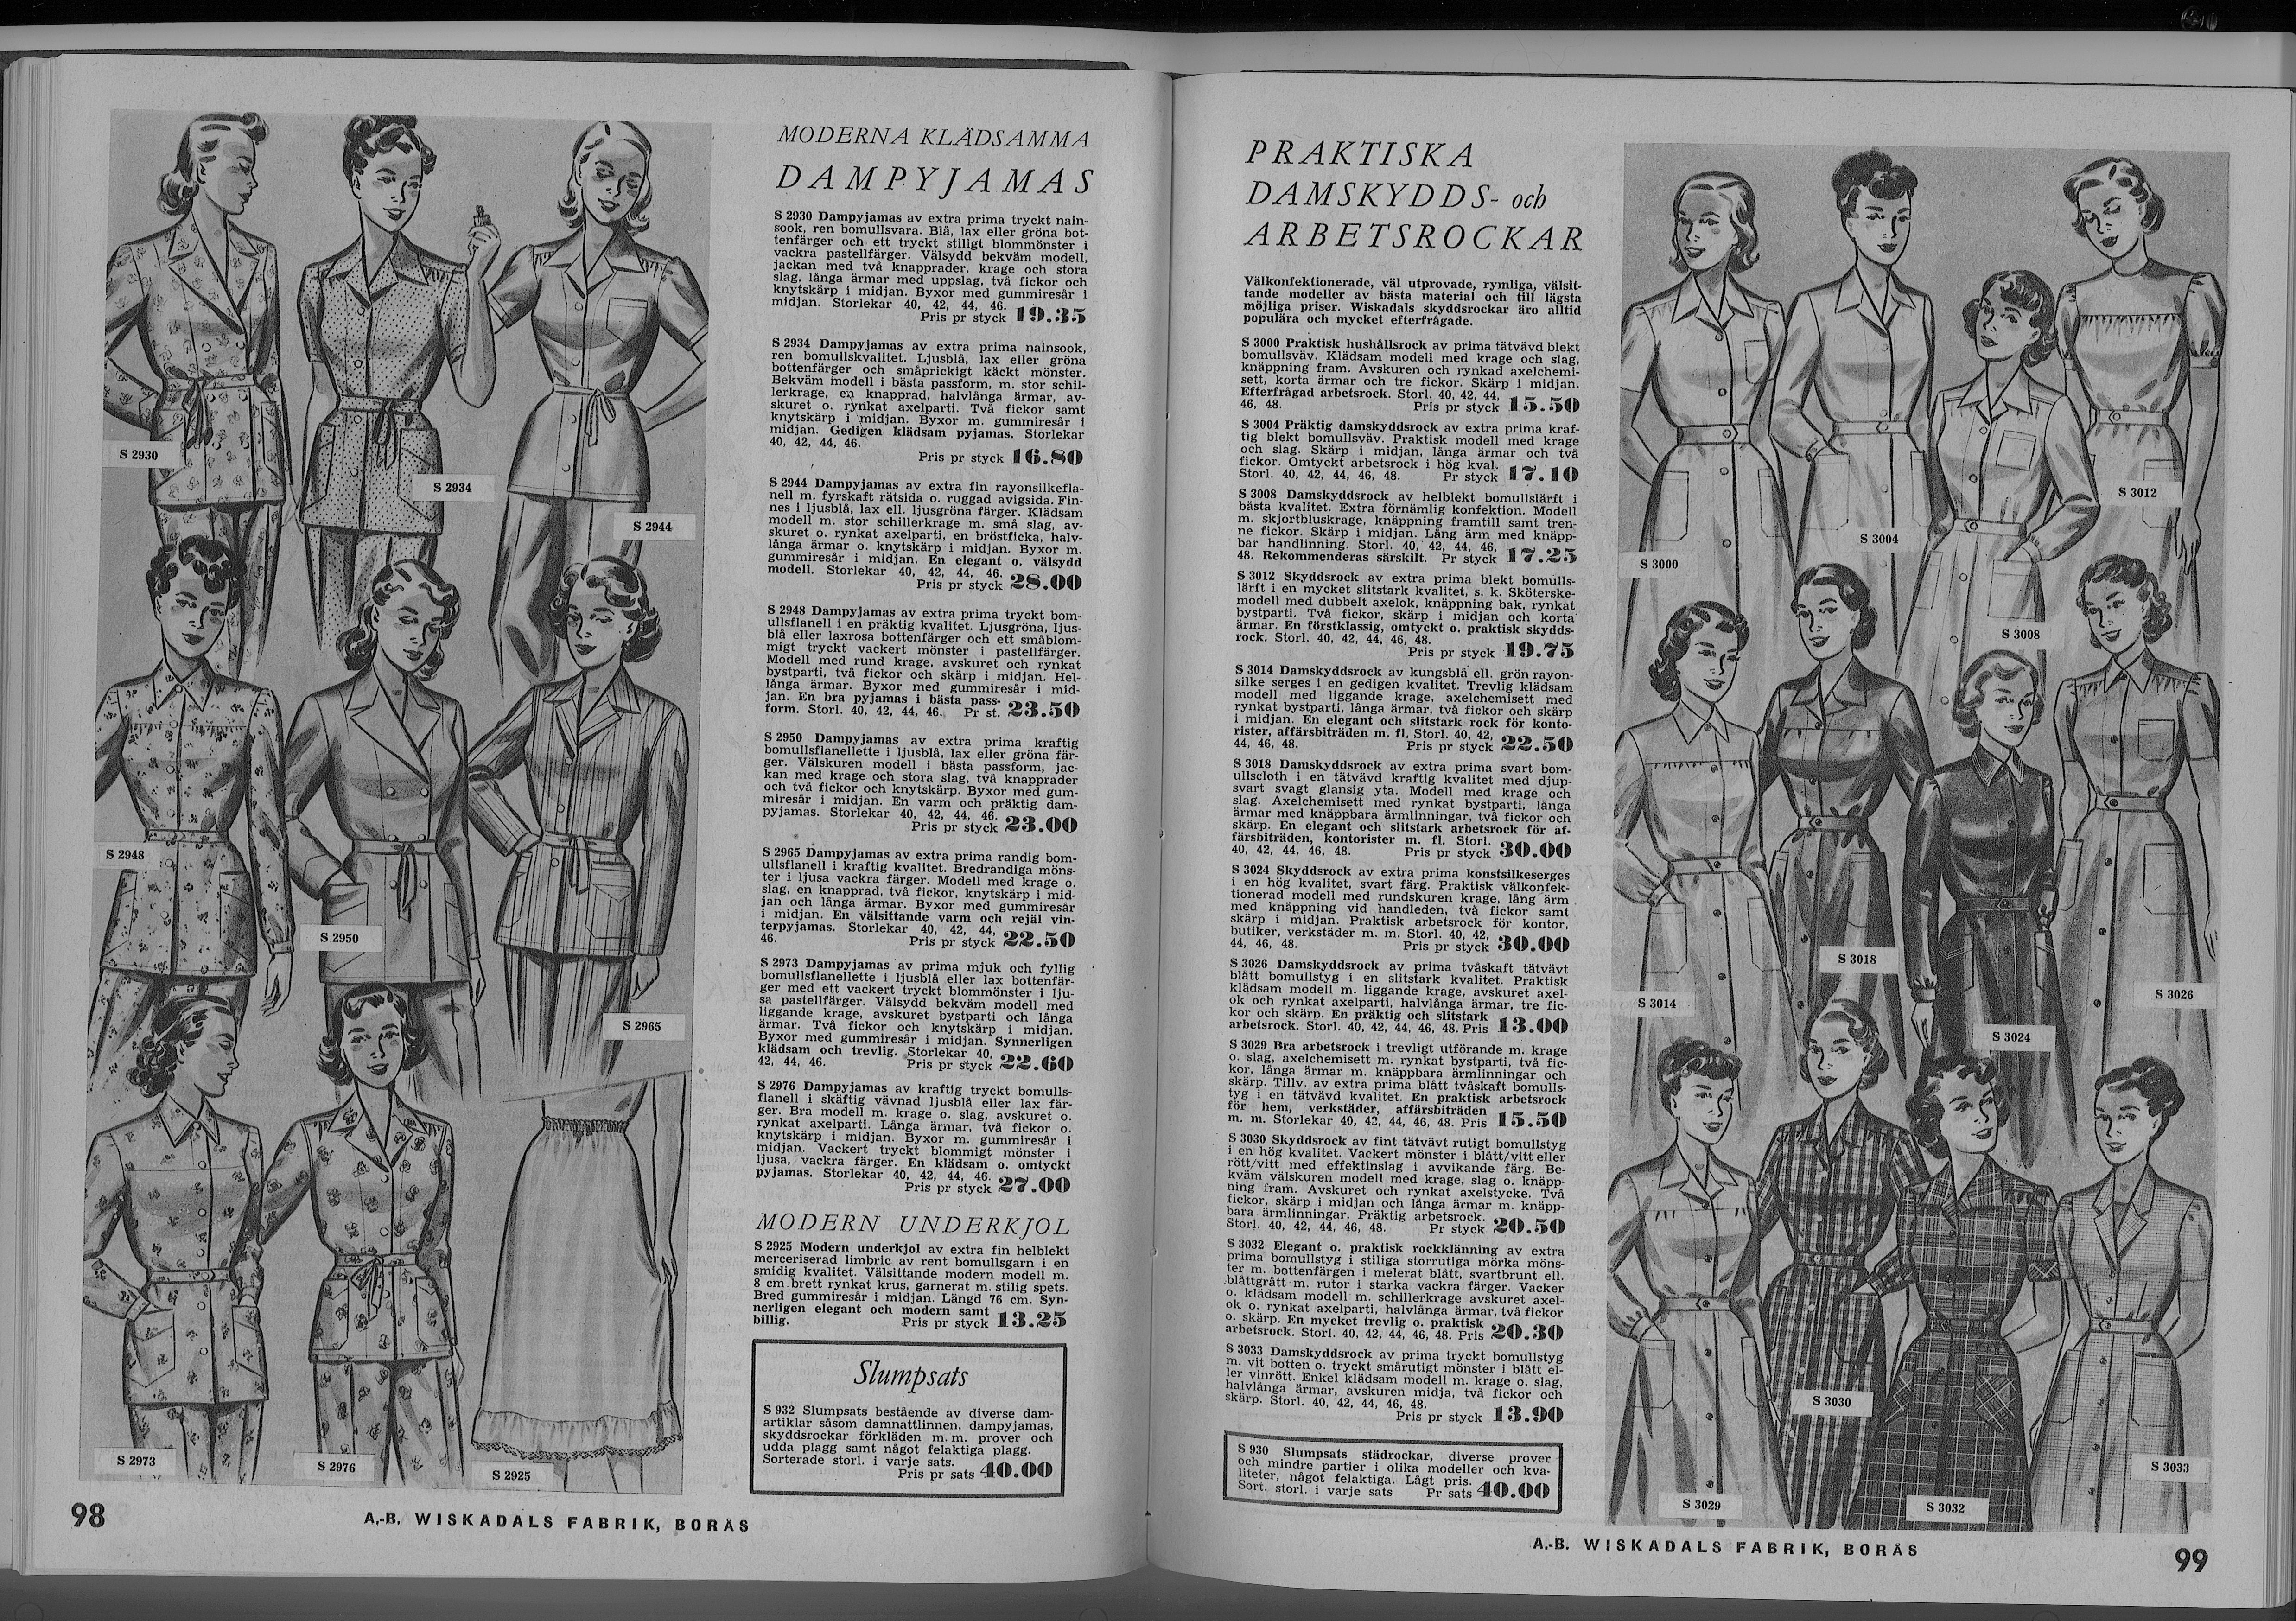 MODERNA KLÄDSAMMA
DAMPYJAMAS
S 2930 Dampyjamas av extra prima tryckt nain-
sook, ren bomullsvara. Blå, lax eller gröna bot-
tenfärger och ett tryckt stiligt blommönster i
vackra pastellfärger. Välsydd bekväm modell,
jackan med två knapprader, krage och stora
slag, långa ärmar med uppslag, två fickor och
knytskärp i midjan. Byxor med gummiresår i
midjan. Storlekar 40, 42, 44, 46.
Pris pr styck 19.35
S 2934 Dampyjamas av extra prima nainsook,
ren bomullskvalitet. Ljusblå, lax eller gröna
bottenfärger och småprickigt käckt mönster.
Bekväm modell i bästa passform, m. stor schil-
lerkrage, en knapprad, halvlånga ärmar, av-
skuret o. rynkat axelparti. Två fickor samt
knytskärp i midjan. Byxor m. gummiresår i
midjan. Gedigen klädsam pyjamas. Storlekar
40, 42, 44, 46.
Pris pr styck 16.80
S 2944 Dampyjamas av extra fin rayonsilkefla-
nell m. fyrskaft rätsida o. ruggad avigsida. Fin-
nes i ljusblå, lax ell. ljusgröna färger. Klädsam
modell m. stor schillerkrage m. små slag, av-
skuret o. rynkat axelparti, en bröstficka, halv-
långa ärmar o. knytskärp i midjan. Byxor m.
gummiresår i midjan. En elegant o. välsydd
modell. Storlekar 40, 42, 44, 46.
Pris pr styck 28.00
S 2948 Dampyjamas av extra prima tryckt bom-
ullsflanell i en präktig kvalitet. Ljusgröna, ljus-
blå eller laxrosa bottenfärger och ett småblom-
migt tryckt vackert mönster i pastellfärger.
Modell med rund krage, avskuret och rynkat
bystparti, två fickor och skärp i midjan. Hel-
långa ärmar. Byxor med gummiresår i mid-
jan. En bra pyjamas i bästa pass-
form. Storl. 40, 42, 44, 46. Pr st. 23.50
S 2950 Dampyjamas av extra prima kraftig
bomullsflanellette i ljusblå, lax eller gröna fär-
ger. Välskuren modell i bästa passform, jac-
kan med krage och stora slag, två knapprader
och två fickor och knytskärp. Byxor med gum-
miresår i midjan. En varm och präktig dam-
pyjamas. Storlekar 40, 42, 44, 46.
Pris pr styck 23.00
S 2965 Dampyjamas av extra prima randig bom-
ullsflanell i kraftig kvalitet. Bredrandiga möns-
ter i ljusa vackra färger. Modell med krage o.
slag, en knapprad, två fickor, knytskärp i mid-
jan och långa ärmar. Byxor med gummiresår
i midjan. En välsittande varm och rejäl vin-
terpyjamas. Storlekar 40, 42, 44,
46. Pris pr styck 22.50
S 2973 Dampyjamas av prima mjuk och fyllig
bomullsflanellette i ljusblå eller lax bottenfär-
ger med ett vackert tryckt blommönster i lju-
sa pastellfärger. Välsydd bekväm modell med
liggande krage, avskuret bystparti och långa
ärmar. Två fickor och knytskärp i midjan.
Byxor med gummiresår i midjan. Synnerligen
klädsam och trevlig. Storlekar 40,
42, 44, 46. Pris pr styck 22.60
S 2976 Dampyjamas av kraftig tryckt bomulls-
flanell i skäftig vävnad ljusblå eller lax fär-
ger. Bra modell m. krage o. slag, avskuret o.
rynkat axelparti. Långa ärmar, två fickor o.
knytskärp i midjan. Byxor m. gummiresår i
midjan. Vackert tryckt blommigt mönster i
ljusa, vackra färger. En klädsam o. omtyckt
pyjamas. Storlekar 40, 42, 44, 46.
Pris pr styck 27.00
MODERN UNDERKJOL
S 2925 Modern underkjol av extra fin helblekt
merceriserad limbric av rent bomullsgarn i en
smidig kvalitet. Välsittande modern modell m.
8 cm brett rynkat krus, garnerat m. stilig spets.
Bred gummiresår i midjan. Längd 76 cm. Syn-
nerligen elegant och modern samt
billig. Pris pr styck 13.25
Slumpsats
S 932 Slumpsats bestående av diverse dam-
artiklar såsom damnattlinnen, dampyjamas,
skyddsrockar förkläden m. m. prover och
udda plagg samt något felaktiga plagg.
Sorterade storl. i varje sats.
Pris pr sats 40.00
S 2930
S 2934
S 2944
S 2948
S 2950
S 2965
S 2973
S 2976
S 2925
98
A.-B. WISKADALS FABRIK, BORÅS
PRAKTISKA
DAMSKYDDS- och
ARBETSROCKAR
Välkonfektionerade, väl utprovade, rymliga, välsit-
tande modeller av bästa material och till lägsta
möjliga priser. Wiskadals skyddsrockar äro alltid
populära och mycket efterfrågade.
S 3000 Praktisk hushållsrock av prima tätvävd blekt
bomullsväv. Klädsam modell med krage och slag,
knäppning fram. Avskuren och rynkad axelchemi-
sett, korta ärmar och tre fickor. Skärp i midjan.
Efterfrågad arbetsrock. Storl. 40, 42, 44,
46, 48. Pris pr styck 15.50
S 3004 Präktig damskyddsrock av extra prima kraf-
tig blekt bomullsväv. Praktisk modell med krage
och slag. Skärp i midjan, långa ärmar och två
fickor. Omtyckt arbetsrock i hög kval.
Storl. 40, 42, 44, 46, 48. Pr styck 17.10
S 3008 Damskyddsrock av helblekt bomullslärft i
bästa kvalitet. Extra förnämlig konfektion. Modell
m. skjortbluskrage, knäppning framtill samt tren-
ne fickor. Skärp i midjan. Lång ärm med knäpp-
bar handlinning. Storl. 40, 42, 44, 46,
48. Rekommenderas särskilt. Pr styck 17.25
S 3012 Skyddsrock av extra prima blekt bomulls-
lärft i en mycket slitstark kvalitet, s. k. Sköterske-
modell med dubbelt axelok, knäppning bak, rynkat
bystparti. Två fickor, skärp i midjan och korta
ärmar. En förstklassig, omtyckt o. praktisk skydds-
rock. Storl. 40, 42, 44, 46, 48.
Pris pr styck 19.75
S 3014 Damskyddsrock av kungsblå ell. grön rayon-
silke serges i en gedigen kvalitet. Trevlig klädsam
modell med liggande krage, axelchemisett med
rynkat bystparti, långa ärmar, två fickor och skärp
i midjan. En elegant och slitstark rock för konto-
rister, affärsbiträden m. fl. Storl. 40, 42,
44, 46, 48. Pris pr styck 22.50
S 3018 Damskyddsrock av extra prima svart bom-
ullscloth i en tätvävd kraftig kvalitet med djup-
svart svagt glansig yta. Modell med krage och
slag. Axelchemisett med rynkat bystparti, långa
ärmar med knäppbara ärmlinningar, två fickor och
skärp. En elegant och slitstark arbetsrock för af-
färsbiträden, kontorister m. fl. Storl.
40, 42, 44, 46, 48. Pris pr styck 30.00
S 3024 Skyddsrock av extra prima konstsilkeserges
i en hög kvalitet, svart färg. Praktisk välkonfek-
tionerad modell med rundskuren krage, lång ärm
med knäppning vid handleden, två fickor samt
skärp i midjan. Praktisk arbetsrock för kontor,
butiker, verkstäder m. m. Storl. 40, 42,
44, 46, 48. Pris pr styck 30.00
S 3026 Damskyddsrock av prima tvåskaft tätvävt
blått bomullstyg i en slitstark kvalitet. Praktisk
klädsam modell m. liggande krage, avskuret axel-
ok och rynkat axelparti, halvlånga ärmar, tre fic-
kor och skärp. En präktig och slitstark
arbetsrock. Storl. 40, 42, 44, 46, 48. Pris 13.00
S 3029 Bra arbetsrock i trevligt utförande m. krage
o. slag, axelchemisett m. rynkat bystparti, två fic-
kor, långa ärmar m. knäppbara ärmlinningar och
skärp. Tillv. av extra prima blått tvåskaft bomulls-
tyg i en tätvävd kvalitet. En praktisk arbetsrock
för hem, verkstäder, affärsbiträden
m. m. Storlekar 40, 42, 44, 46, 48. Pris 15.50
S 3030 Skyddsrock av fint tätvävt rutigt bomullstyg
i en hög kvalitet. Vackert mönster i blått/vitt eller
rött/vitt med effektinslag i avvikande färg. Be-
kväm välskuren modell med krage, slag o. knäpp-
ning fram. Avskuret och rynkat axelstycke. Två
fickor, skärp i midjan och långa ärmar m. knäpp-
bara ärmlinningar. Präktig arbetsrock.
Storl. 40, 42, 44, 46, 48. Pr styck 20.50
S 3032 Elegant o. praktisk rockklänning av extra
prima bomullstyg i stiliga storrutiga mörka möns-
ter m. bottenfärgen i melerat blått, svartbrunt ell.
blåttgrått m. rutor i starka vackra färger. Vacker
o. klädsam modell m. schillerkrage avskuret axel-
ok o. rynkat axelparti, halvlånga ärmar, två fickor
o. skärp. En mycket trevlig o. praktisk
arbetsrock. Storl. 40, 42, 44, 46, 48. Pris 20.30
S 3033 Damskyddsrock av prima tryckt bomullstyg
m. vit botten o. tryckt smårutigt mönster i blått el-
ler vinrött. Enkel klädsam modell m. krage o. slag,
halvlånga ärmar, avskuren midja, två fickor och
skärp. Storl. 40, 42, 44, 46, 48.
Pris pr styck 13.90
S 930 Slumpsats städrockar, diverse prover
och mindre partier i olika modeller och kva-
liteter, något felaktiga. Lågt pris.
Sort. storl. i varje sats Pr sats 40.00
S 3000
S 3004
S 3012
S 3008
S 3014
S 3018
S 3024
S 3026
S 3029
S 3030
S 3032
S 3033
A.-B. WISKADALS FABRIK, BORÅS
99